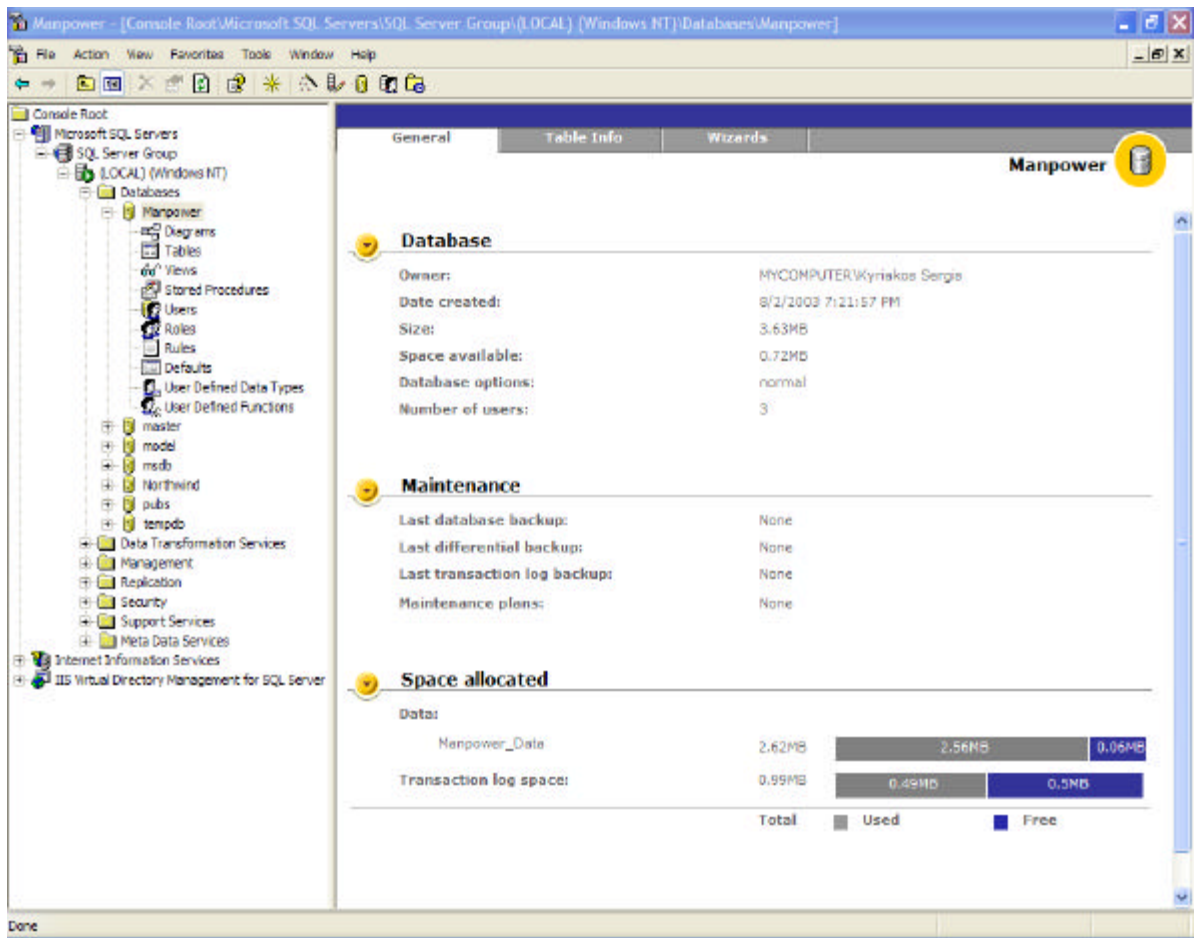 Manpower - [Console Root\Microsoft SQL Servers\SQL Server Group\(LOCAL) (Windows NT)\Databases\Manpower]
File Action View Favorites Tools Window Help
Console Root
Microsoft SQL Servers
SQL Server Group
(LOCAL) (Windows NT)
Databases
Manpower
Diagrams
Tables
Views
Stored Procedures
Users
Roles
Rules
Defaults
User Defined Data Types
User Defined Functions
master
model
msdb
Northwind
pubs
tempdb
Data Transformation Services
Management
Replication
Security
Support Services
Meta Data Services
Internet Information Services
IIS Virtual Directory Management for SQL Server
General Table Info Wizards
Manpower
Database
Owner: MYCOMPUTER\Kyriakos Sergis
Date created: 8/2/2003 7:21:57 PM
Size: 3.63MB
Space available: 0.72MB
Database options: normal
Number of users: 3
Maintenance
Last database backup: None
Last differential backup: None
Last transaction log backup: None
Maintenance plans: None
Space allocated
Data:
Manpower_Data 2.62MB 2.56MB 0.06MB
Transaction log space: 0.99MB 0.49MB 0.5MB
Total Used Free
Done